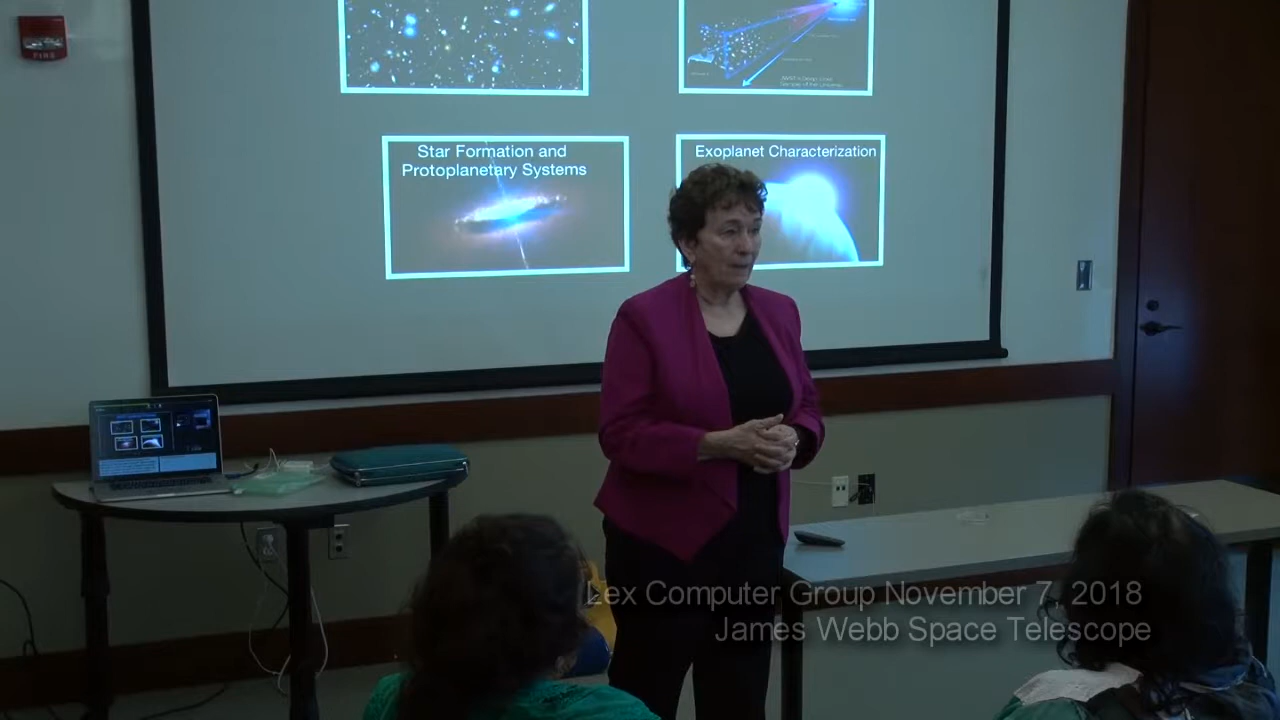 FIRE
Star Formation and
Protoplanetary Systems
Exoplanet Characterization
Lex Computer Group November 7, 2018
James Webb Space Telescope